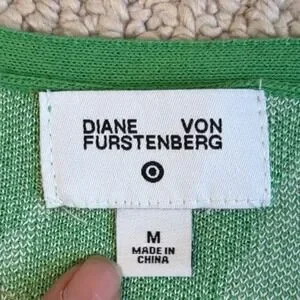 DIANE VON
FURSTENBERG
M
MADE IN
CHINA